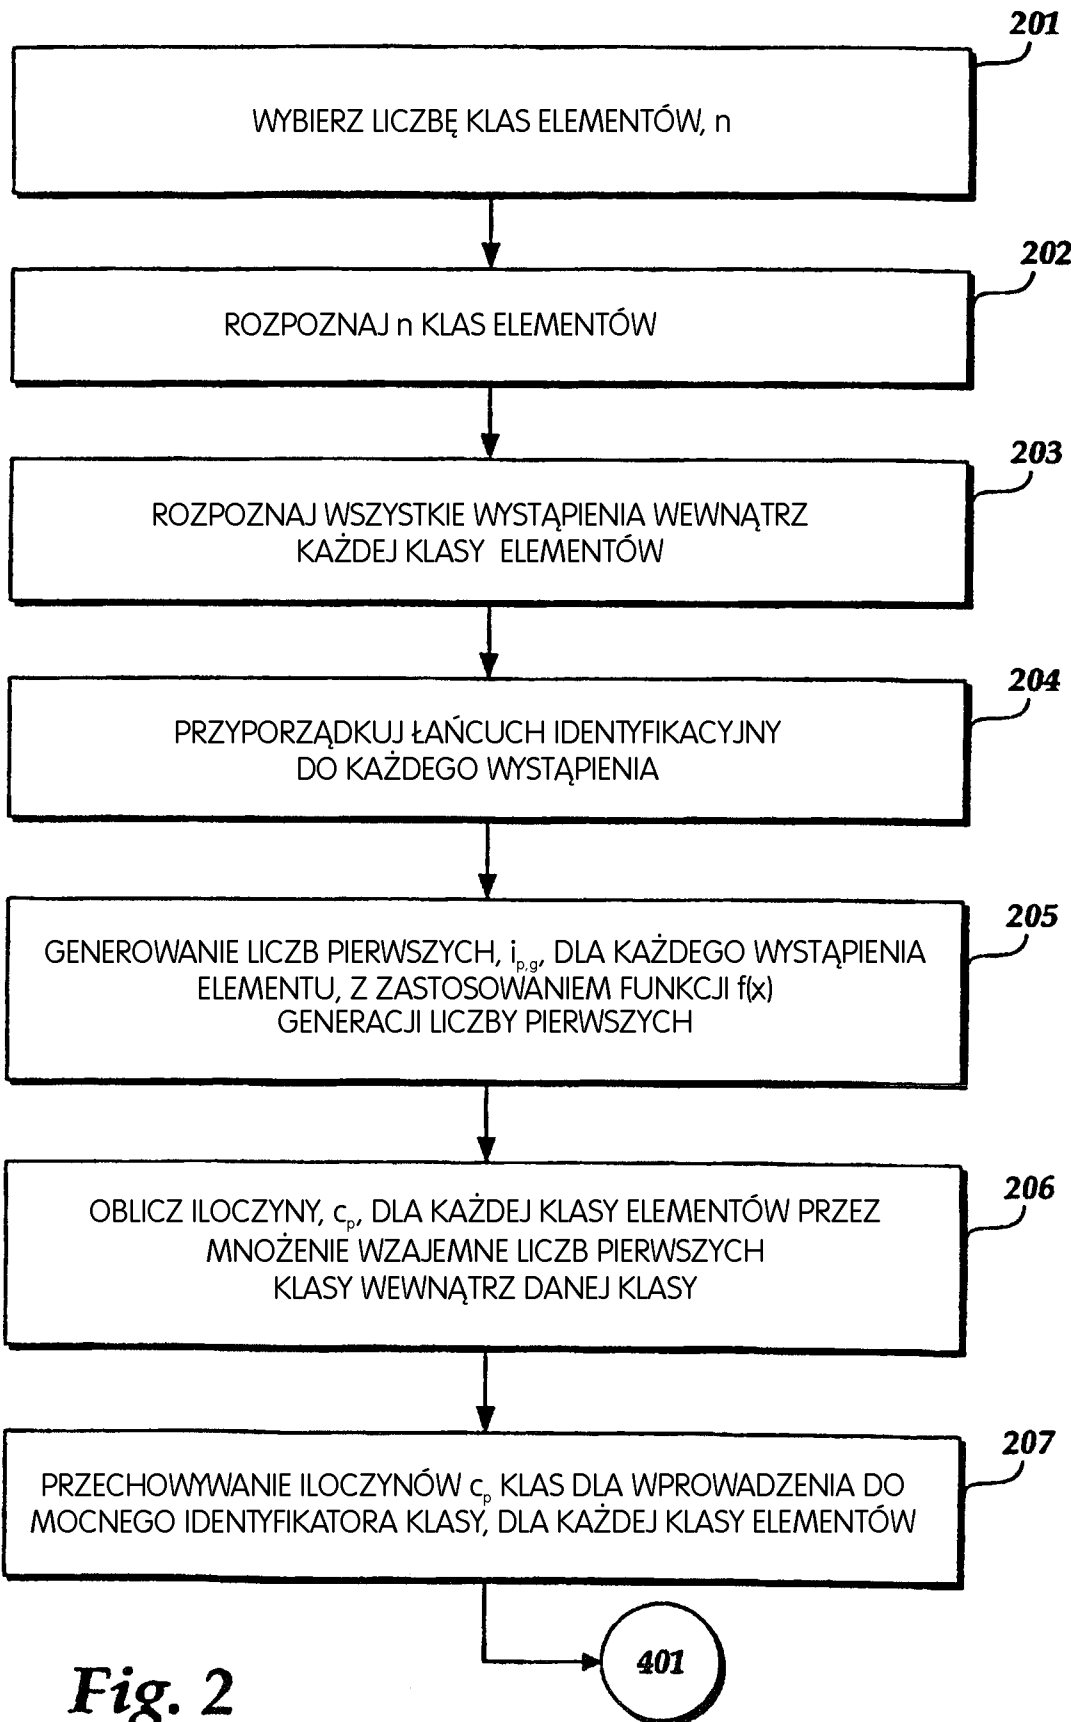 201
WYBIERZ LICZBĘ KLAS ELEMENTÓW, n
202
ROZPOZNAJ n KLAS ELEMENTÓW
203
ROZPOZNAJ WSZYSTKIE WYSTĄPIENIA WEWNĄTRZ
KAŻDEJ KLASY ELEMENTÓW
204
PRZYPORZĄDKUJ ŁAŃCUCH IDENTYFIKACYJNY
DO KAŻDEGO WYSTĄPIENIA
205
GENEROWANIE LICZB PIERWSZYCH, i_{p,g}, DLA KAŻDEGO WYSTĄPIENIA
ELEMENTU, Z ZASTOSOWANIEM FUNKCJI f(x)
GENERACJI LICZBY PIERWSZYCH
206
OBLICZ ILOCZYNY, c_p, DLA KAŻDEJ KLASY ELEMENTÓW PRZEZ
MNOŻENIE WZAJEMNE LICZB PIERWSZYCH
KLASY WEWNĄTRZ DANEJ KLASY
207
PRZECHOWYWANIE ILOCZYNÓW c_p KLAS DLA WPROWADZENIA DO
MOCNEGO IDENTYFIKATORA KLASY, DLA KAŻDEJ KLASY ELEMENTÓW
401
Fig. 2